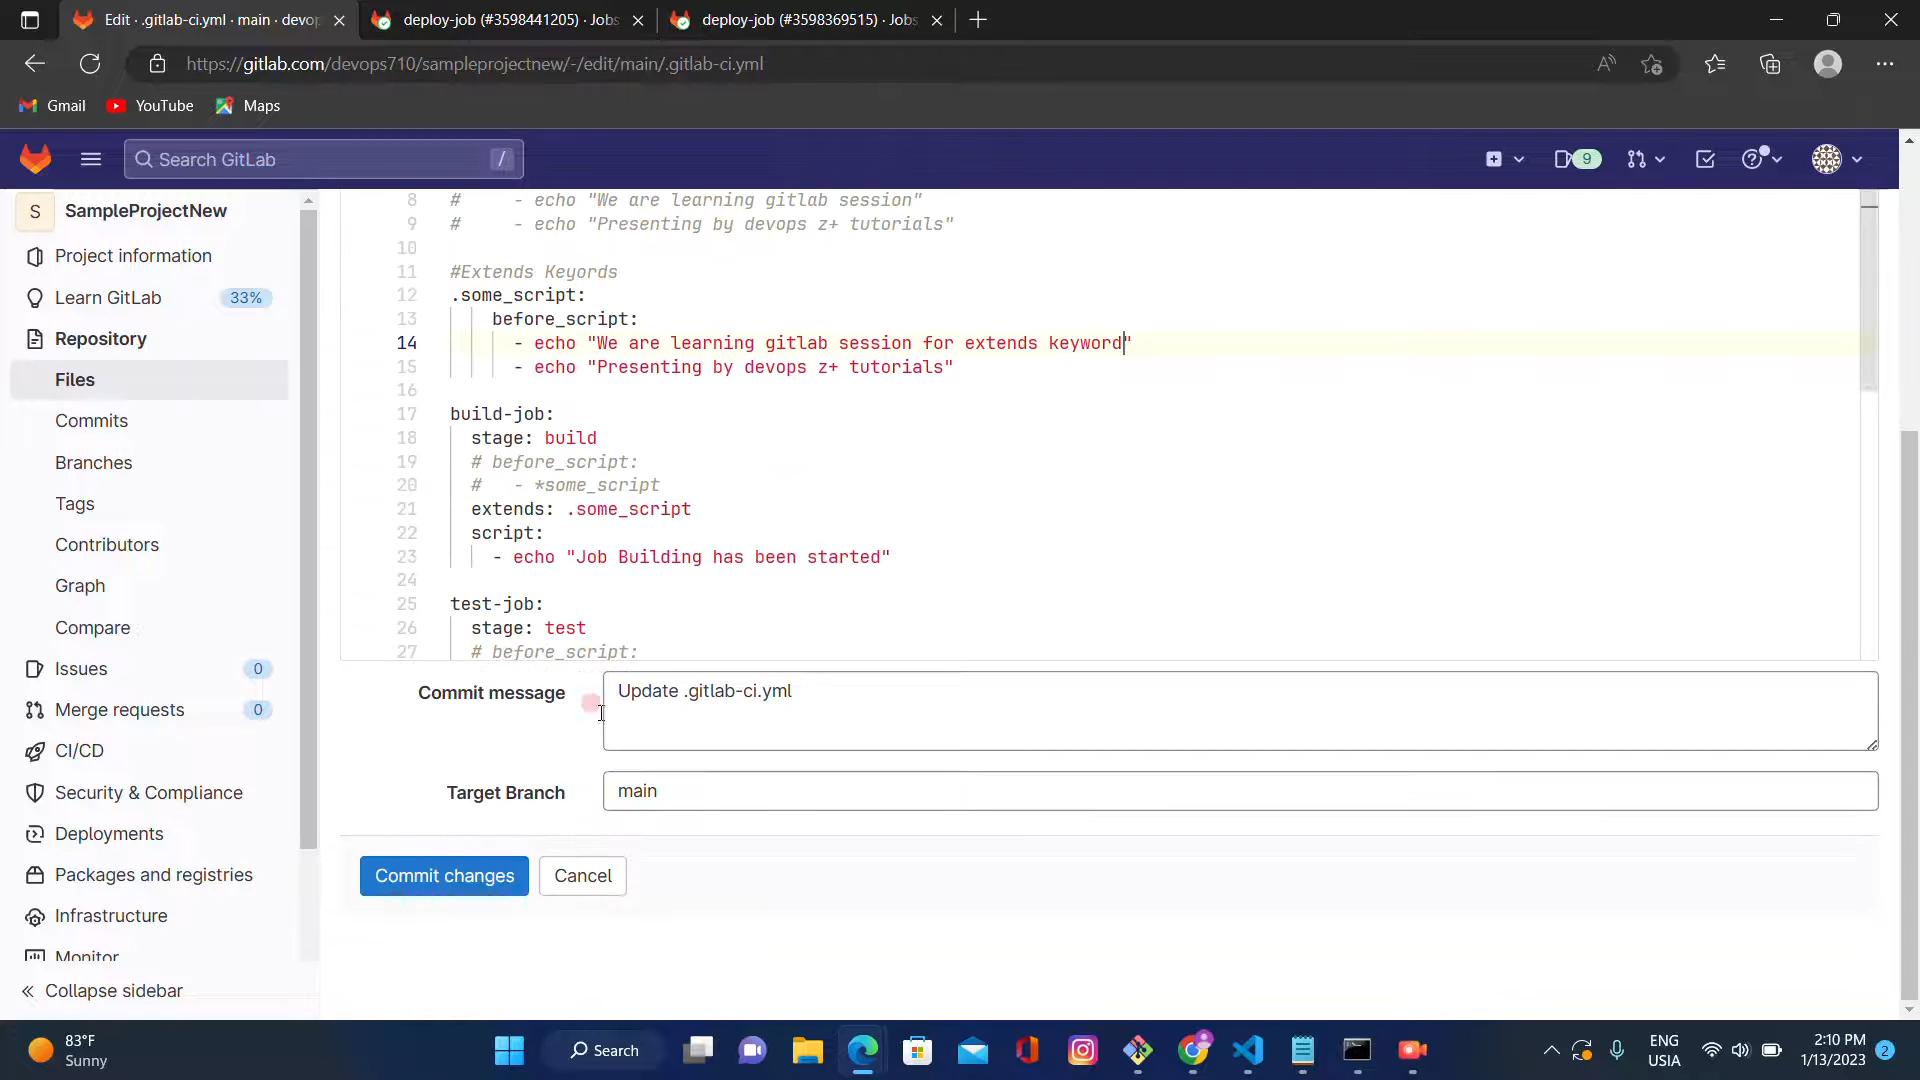 Edit · .gitlab-ci.yml · main · devop
deploy-job (#3598441205) · Jobs
deploy-job (#3598369515) · Jobs
https://gitlab.com/devops710/sampleprojectnew/-/edit/main/.gitlab-ci.yml
Gmail
YouTube
Maps
Search GitLab
/
9
S
SampleProjectNew
Project information
Learn GitLab
33%
Repository
Files
Commits
Branches
Tags
Contributors
Graph
Compare
Issues
0
Merge requests
0
CI/CD
Security & Compliance
Deployments
Packages and registries
Infrastructure
Monitor
Collapse sidebar
8 #     - echo "We are learning gitlab session"
9 #     - echo "Presenting by devops z+ tutorials"
10
11 #Extends Keyords
12 .some_script:
13     before_script:
14       - echo "We are learning gitlab session for extends keyword"
15       - echo "Presenting by devops z+ tutorials"
16
17 build-job:
18   stage: build
19   # before_script:
20   #   - *some_script
21   extends: .some_script
22   script:
23     - echo "Job Building has been started"
24
25 test-job:
26   stage: test
27   # before_script:
Commit message
Update .gitlab-ci.yml
Target Branch
main
Commit changes
Cancel
83°F
Sunny
Search
ENG
USIA
2:10 PM
1/13/2023
2